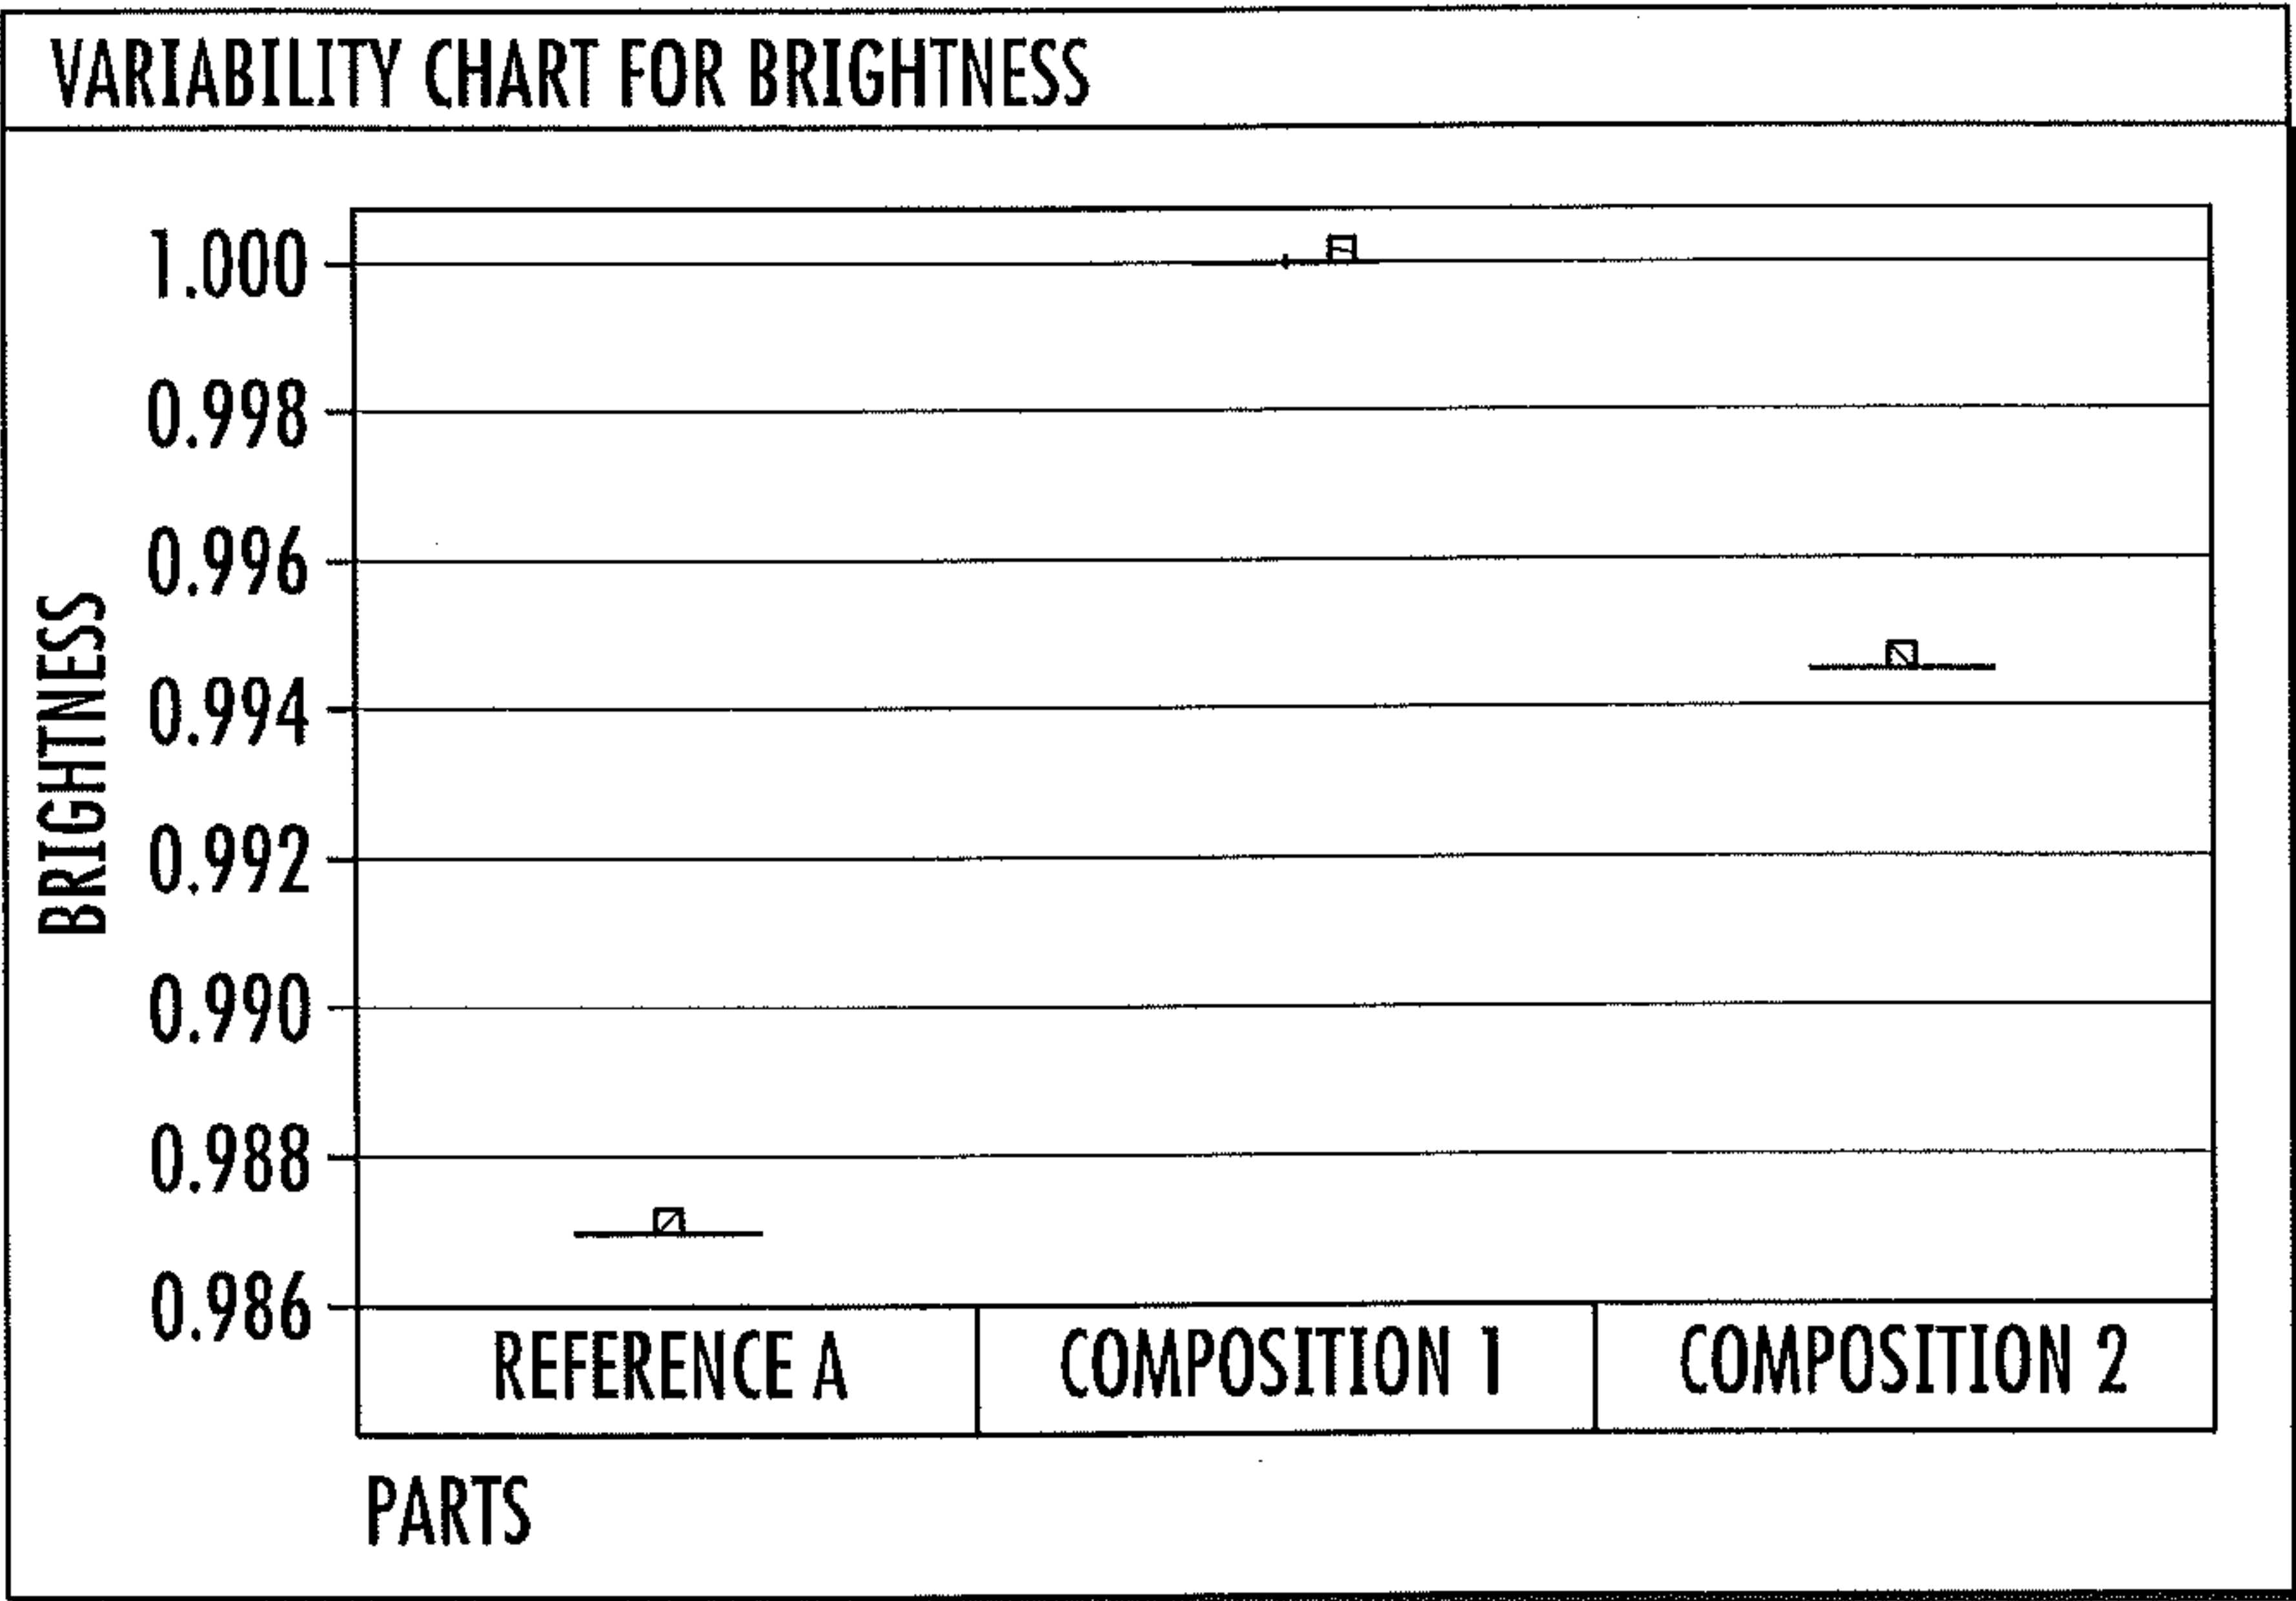 VARIABILITY CHART FOR BRIGHTNESS
BRIGHTNESS
1.000
0.998
0.996
0.994
0.992
0.990
0.988
0.986
REFERENCE A
COMPOSITION 1
COMPOSITION 2
PARTS